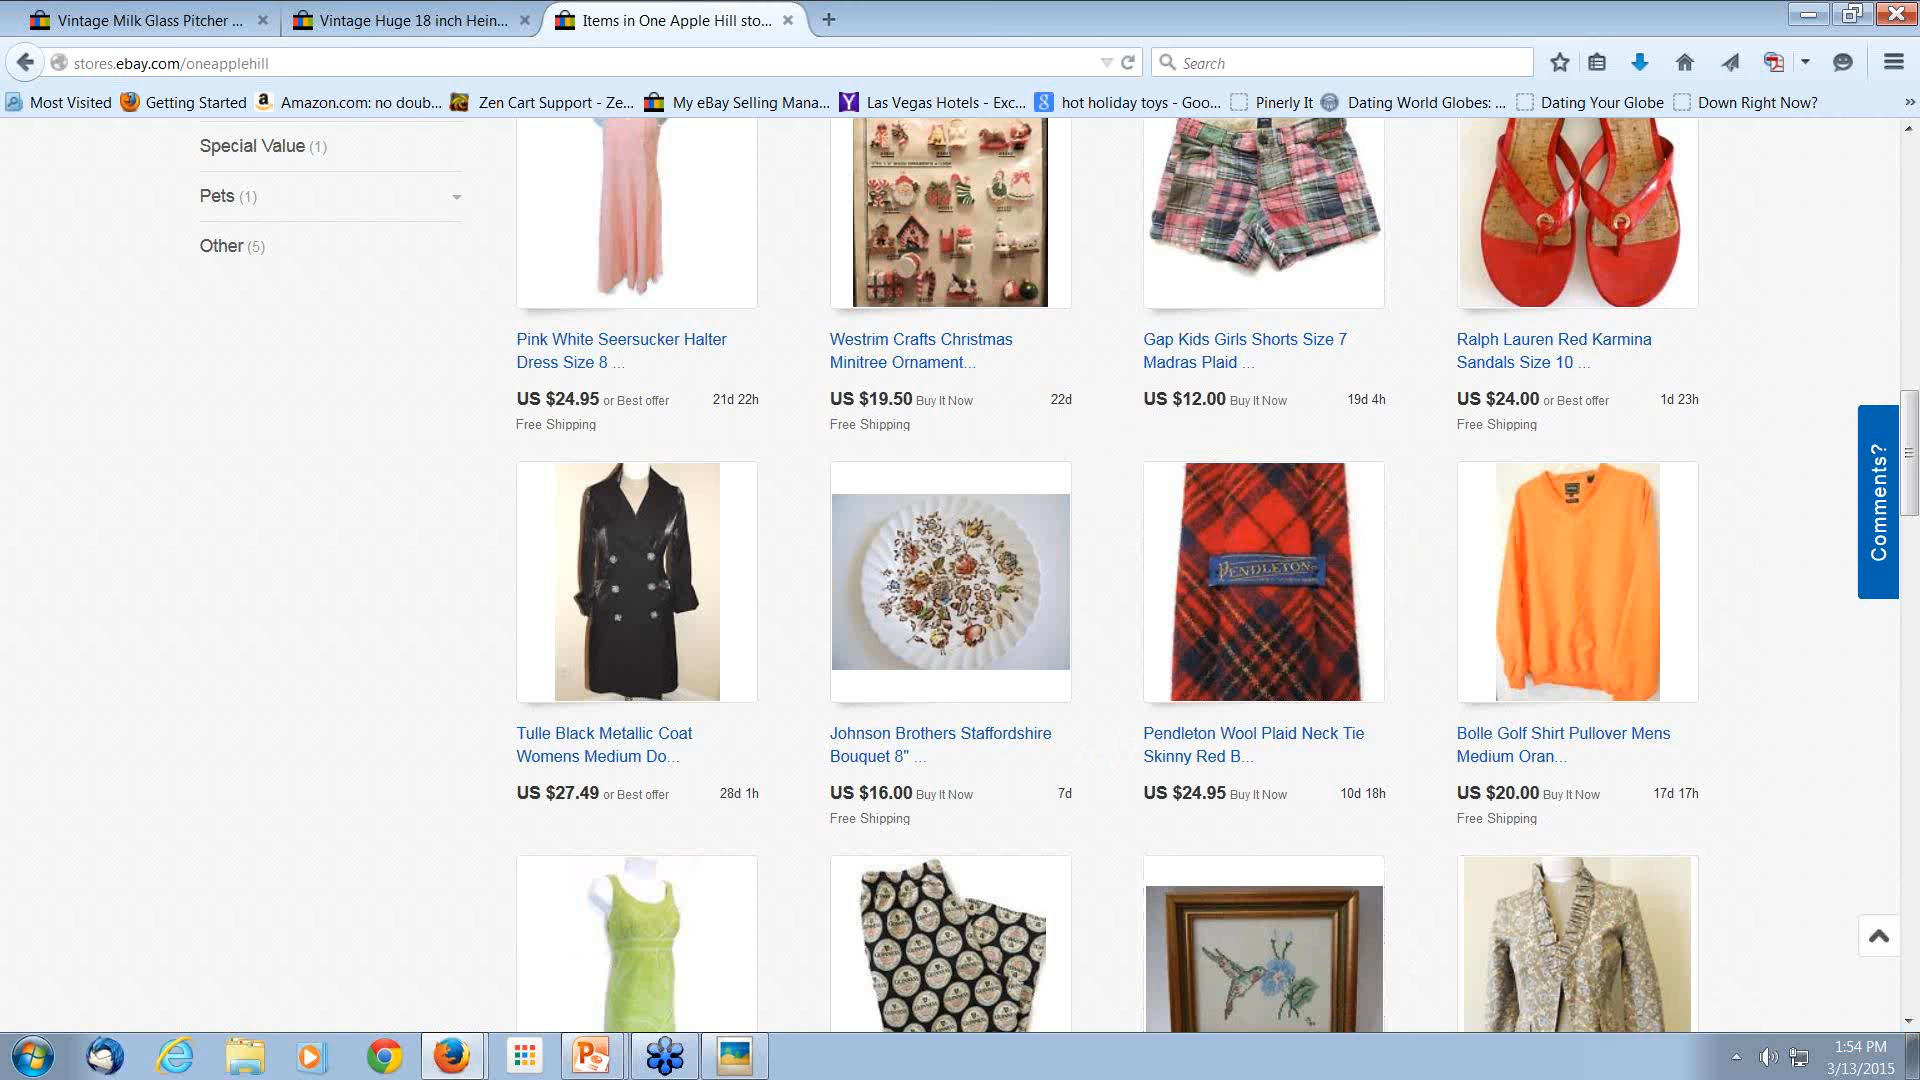 Vintage Milk Glass Pitcher ...
Vintage Huge 18 inch Hein...
Items in One Apple Hill sto...
stores.ebay.com/oneapplehill
Search
Most Visited
Getting Started
Amazon.com: no doub...
Zen Cart Support - Ze...
My eBay Selling Mana...
Las Vegas Hotels - Exc...
hot holiday toys - Goo...
Pinerly It
Dating World Globes: ...
Dating Your Globe
Down Right Now?
»
Special Value (1)
Pets (1)
Other (5)
Pink White Seersucker Halter
Dress Size 8 ...
US $24.95 or Best offer 21d 22h
Free Shipping
Westrim Crafts Christmas
Minitree Ornament...
US $19.50 Buy It Now 22d
Free Shipping
Gap Kids Girls Shorts Size 7
Madras Plaid ...
US $12.00 Buy It Now 19d 4h
Ralph Lauren Red Karmina
Sandals Size 10 ...
US $24.00 or Best offer 1d 23h
Free Shipping
Comments?
PENDLETON
Tulle Black Metallic Coat
Womens Medium Do...
US $27.49 or Best offer 28d 1h
Johnson Brothers Staffordshire
Bouquet 8" ...
US $16.00 Buy It Now 7d
Free Shipping
Pendleton Wool Plaid Neck Tie
Skinny Red B...
US $24.95 Buy It Now 10d 18h
Bolle Golf Shirt Pullover Mens
Medium Oran...
US $20.00 Buy It Now 17d 17h
Free Shipping
GUINNESS
1:54 PM
3/13/2015